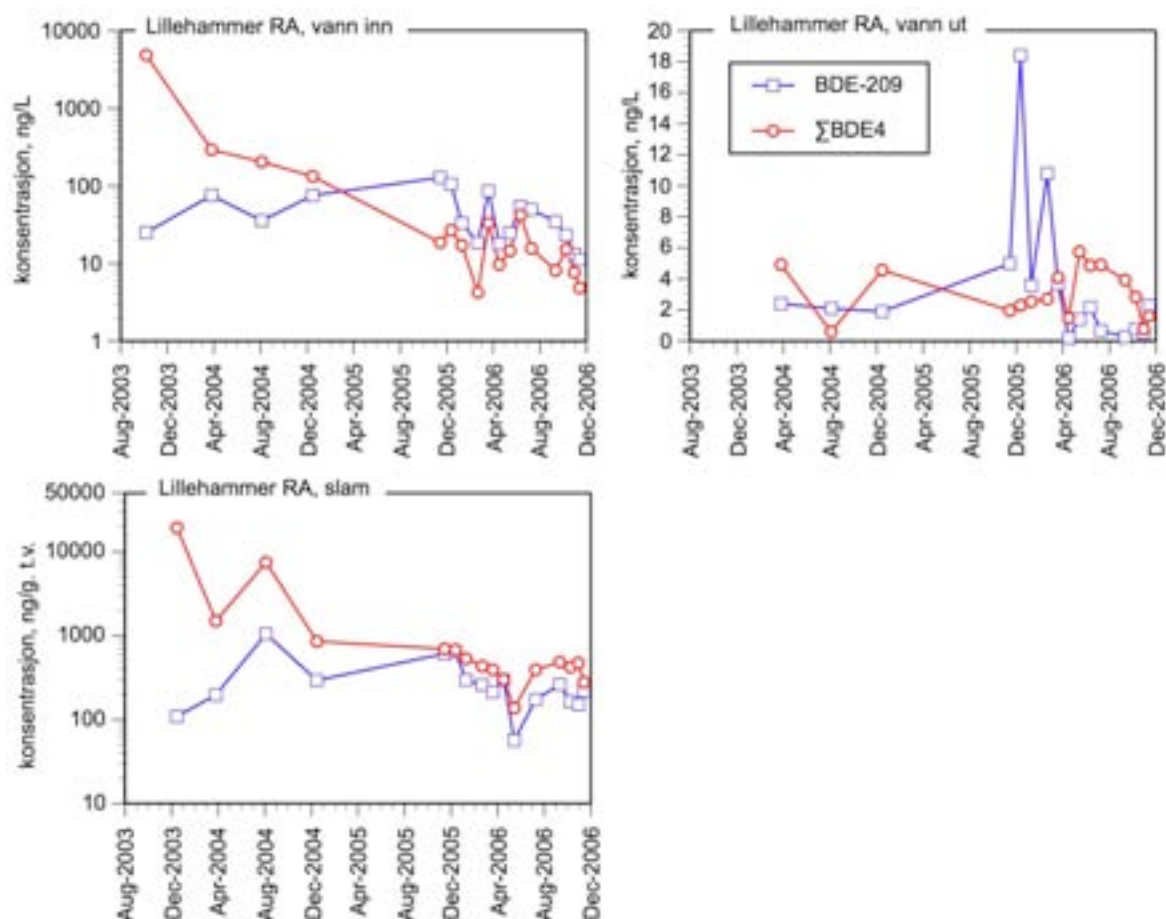 Lillehammer RA, vann inn
konsentrasjon, ng/L
10000
1000
100
10
1
Aug-2003
Dec-2003
Apr-2004
Aug-2004
Dec-2004
Apr-2005
Aug-2005
Dec-2005
Apr-2006
Aug-2006
Dec-2006
Lillehammer RA, vann ut
konsentrasjon, ng/L
20
18
16
14
12
10
8
6
4
2
0
BDE-209
∑BDE4
Aug-2003
Dec-2003
Apr-2004
Aug-2004
Dec-2004
Apr-2005
Aug-2005
Dec-2005
Apr-2006
Aug-2006
Dec-2006
Lillehammer RA, slam
konsentrasjon, ng/g. t.v.
50000
10000
1000
100
10
Aug-2003
Dec-2003
Apr-2004
Aug-2004
Dec-2004
Apr-2005
Aug-2005
Dec-2005
Apr-2006
Aug-2006
Dec-2006